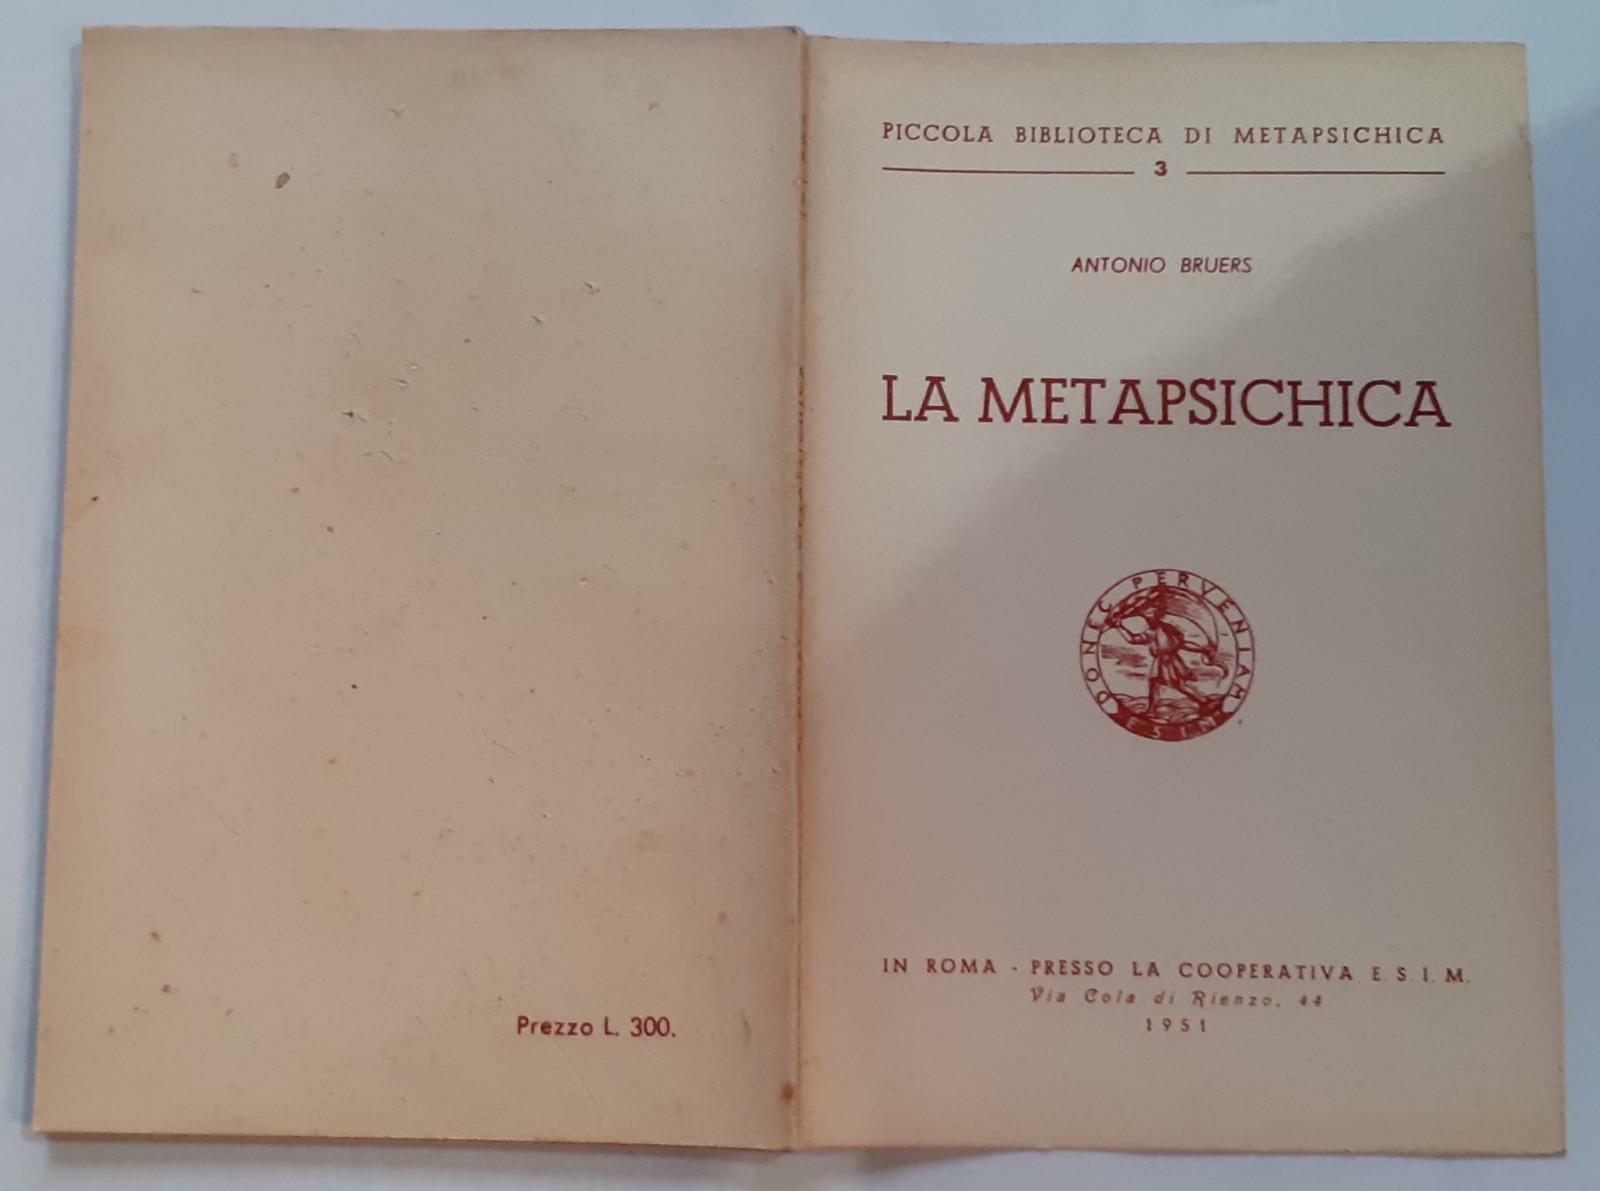 Prezzo L. 300.
PICCOLA BIBLIOTECA DI METAPSICHICA
3
ANTONIO BRUERS
LA METAPSICHICA
DONEC PERVENIAM
ESIM
IN ROMA - PRESSO LA COOPERATIVA E. S. I. M.
Via Cola di Rienzo, 44
1951